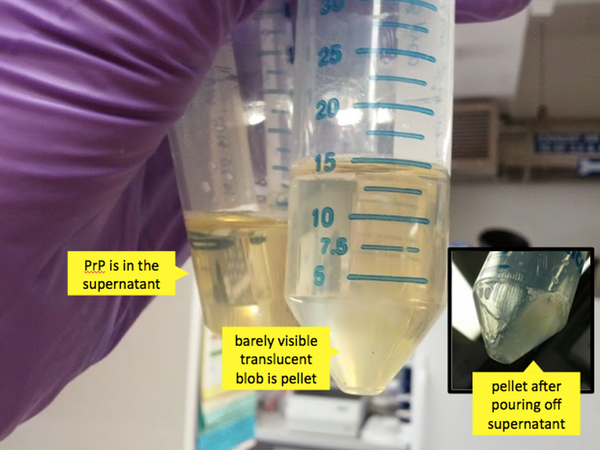 30
25
20
15
10
7.5
5
PrP is in the
supernatant
barely visible
translucent
blob is pellet
pellet after
pouring off
supernatant